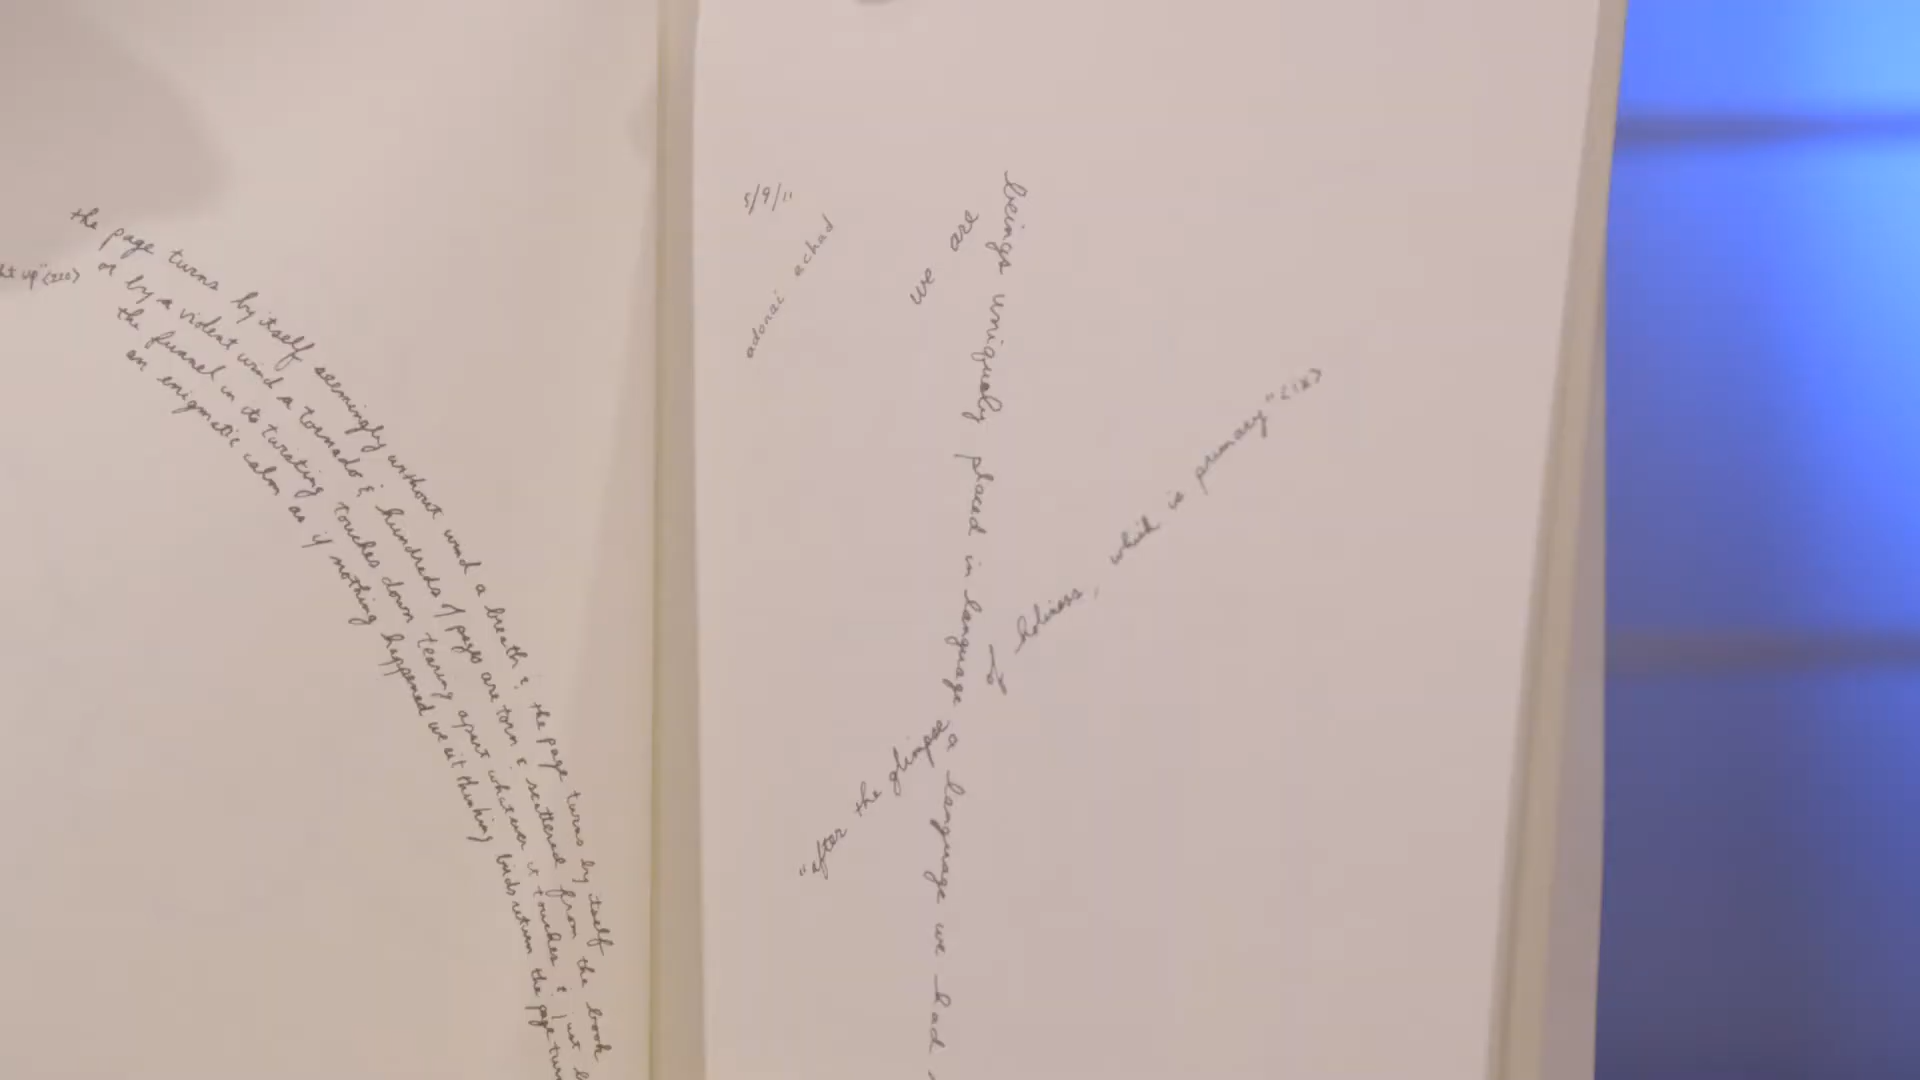 the page turns by itself seemingly without wind a breath & the page turns by itself
or by a violent wind a tornado & hundreds of pages are torn & scattered from the book
the funnel in its twisting touches down tearing apart whatever it touches & just
an enigmatic calm as if nothing happened we sit thinking birds return the page turn
up" <210>
5/9/11
adonai echad
we are
beings uniquely placed in language a language we had
"after the glimpse of holiness, which is primary" <ix>